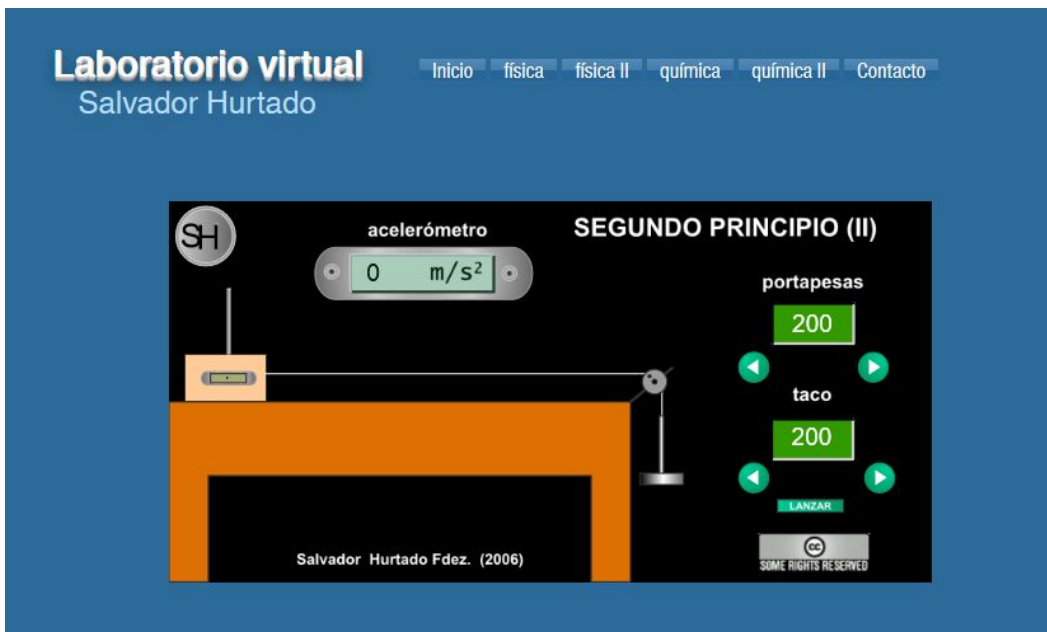 Laboratorio virtual
Salvador Hurtado
Inicio física física II química química II Contacto
SH
acelerómetro
0 m/s²
SEGUNDO PRINCIPIO (II)
portapesas
200
taco
200
LANZAR
Salvador Hurtado Fdez. (2006)
cc
SOME RIGHTS RESERVED